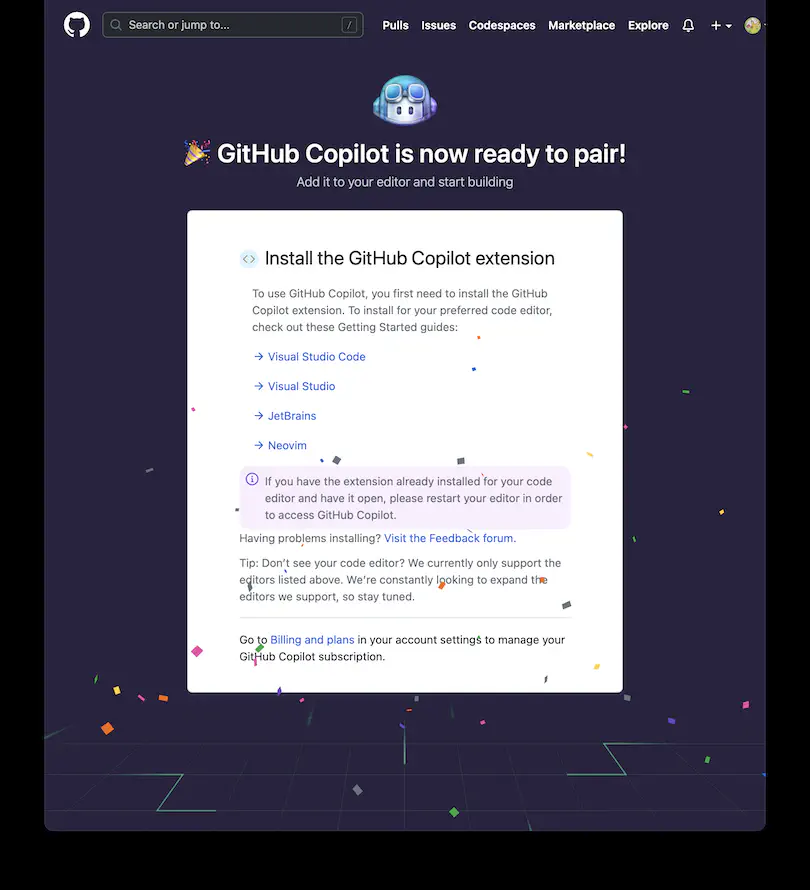 Search or jump to... /
Pulls Issues Codespaces Marketplace Explore
🎉 GitHub Copilot is now ready to pair!
Add it to your editor and start building
Install the GitHub Copilot extension
To use GitHub Copilot, you first need to install the GitHub
Copilot extension. To install for your preferred code editor,
check out these Getting Started guides:
→ Visual Studio Code
→ Visual Studio
→ JetBrains
→ Neovim
If you have the extension already installed for your code
editor and have it open, please restart your editor in order
to access GitHub Copilot.
Having problems installing? Visit the Feedback forum.
Tip: Don’t see your code editor? We currently only support the
editors listed above. We’re constantly looking to expand the
editors we support, so stay tuned.
Go to Billing and plans in your account settings to manage your
GitHub Copilot subscription.